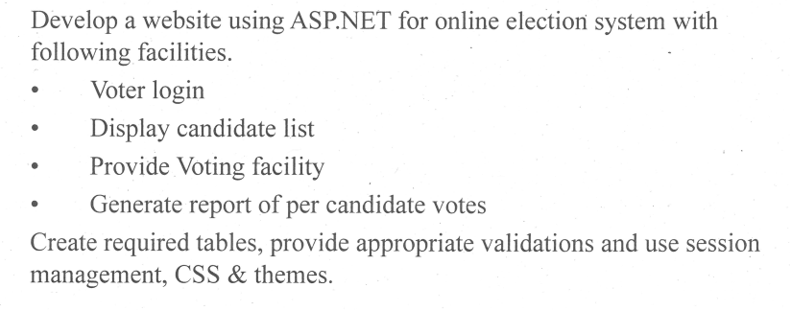 Develop a website using ASP.NET for online election system with
following facilities.
• Voter login
• Display candidate list
• Provide Voting facility
• Generate report of per candidate votes
Create required tables, provide appropriate validations and use session
management, CSS & themes.